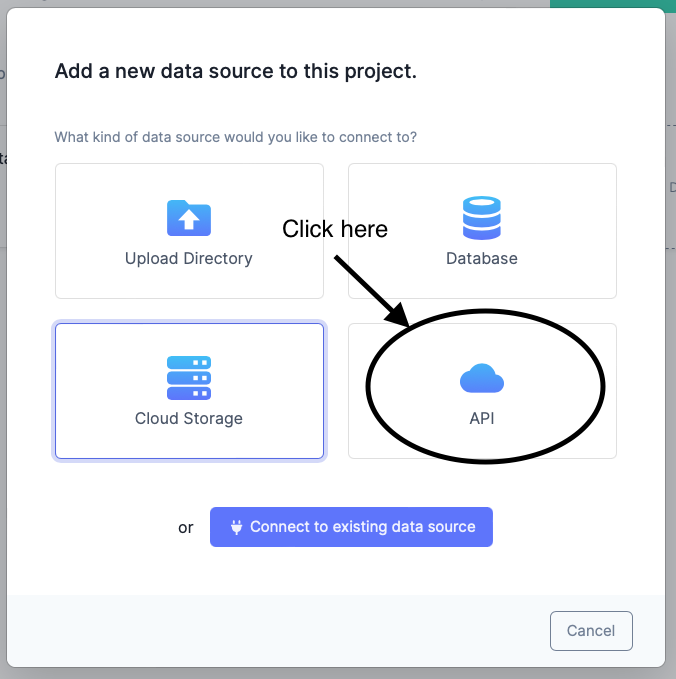 Add a new data source to this project.
What kind of data source would you like to connect to?
Upload Directory
Click here
Database
Cloud Storage
API
or
Connect to existing data source
Cancel